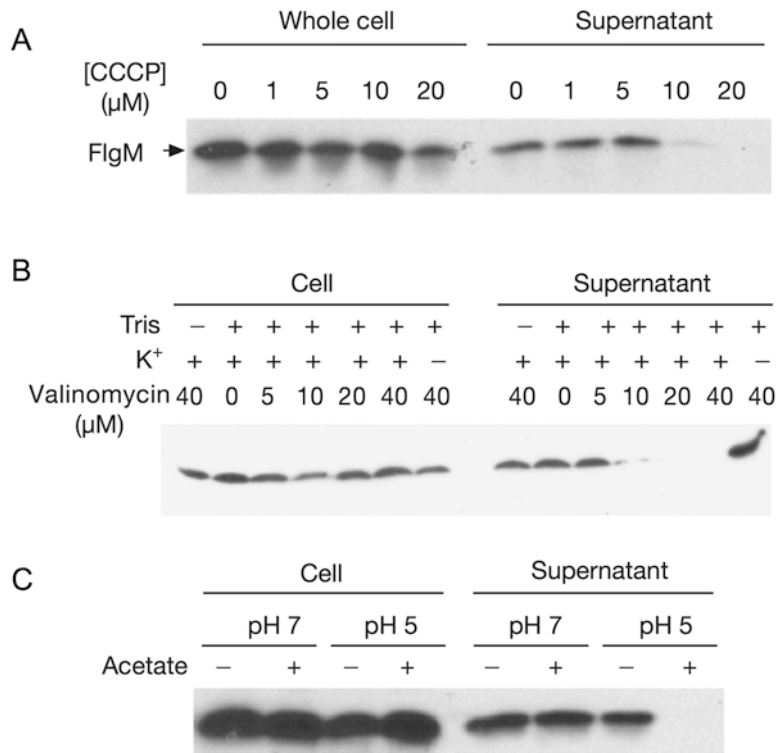 A
Whole cell Supernatant
[CCCP] (µM) 0 1 5 10 20 0 1 5 10 20
FlgM
B
Cell Supernatant
Tris – + + + + + + – + + + + + +
K+ + + + + + + – + + + + + + –
Valinomycin (µM) 40 0 5 10 20 40 40 40 0 5 10 20 40 40
C
Cell Supernatant
pH 7 pH 5 pH 7 pH 5
Acetate – + – + – + – +